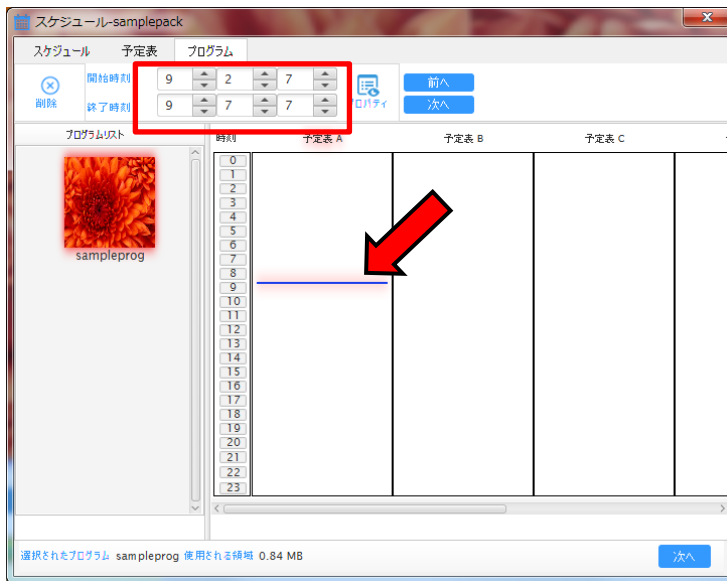 スケジュール-samplepack
スケジュール 予定表 プログラム
開始時刻 9 2 7
前へ
削除
終了時刻 9 7 7
プロパティ
次へ
プログラムリスト
時刻 予定表 A 予定表 B 予定表 C
sampleprog
0
1
2
3
4
5
6
7
8
9
10
11
12
13
14
15
16
17
18
19
20
21
22
23
選択されたプログラム sampleprog 使用される領域 0.84 MB
次へ